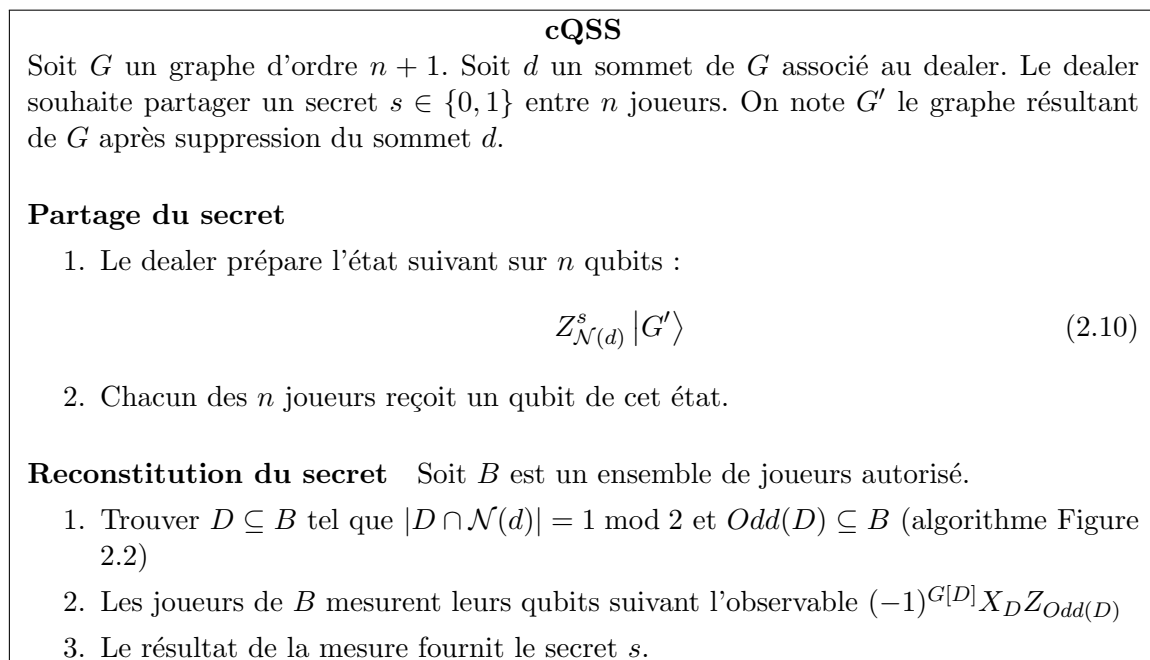 cQSS
Soit G un graphe d'ordre n + 1. Soit d un sommet de G associé au dealer. Le dealer
souhaite partager un secret s ∈ {0, 1} entre n joueurs. On note G′ le graphe résultant
de G après suppression du sommet d.
Partage du secret
1. Le dealer prépare l'état suivant sur n qubits :
Z^s_{N(d)} |G′⟩ (2.10)
2. Chacun des n joueurs reçoit un qubit de cet état.
Reconstitution du secret Soit B est un ensemble de joueurs autorisé.
1. Trouver D ⊆ B tel que |D ∩ N(d)| = 1 mod 2 et Odd(D) ⊆ B (algorithme Figure
2.2)
2. Les joueurs de B mesurent leurs qubits suivant l'observable (−1)^{G[D]} X_D Z_{Odd(D)}
3. Le résultat de la mesure fournit le secret s.